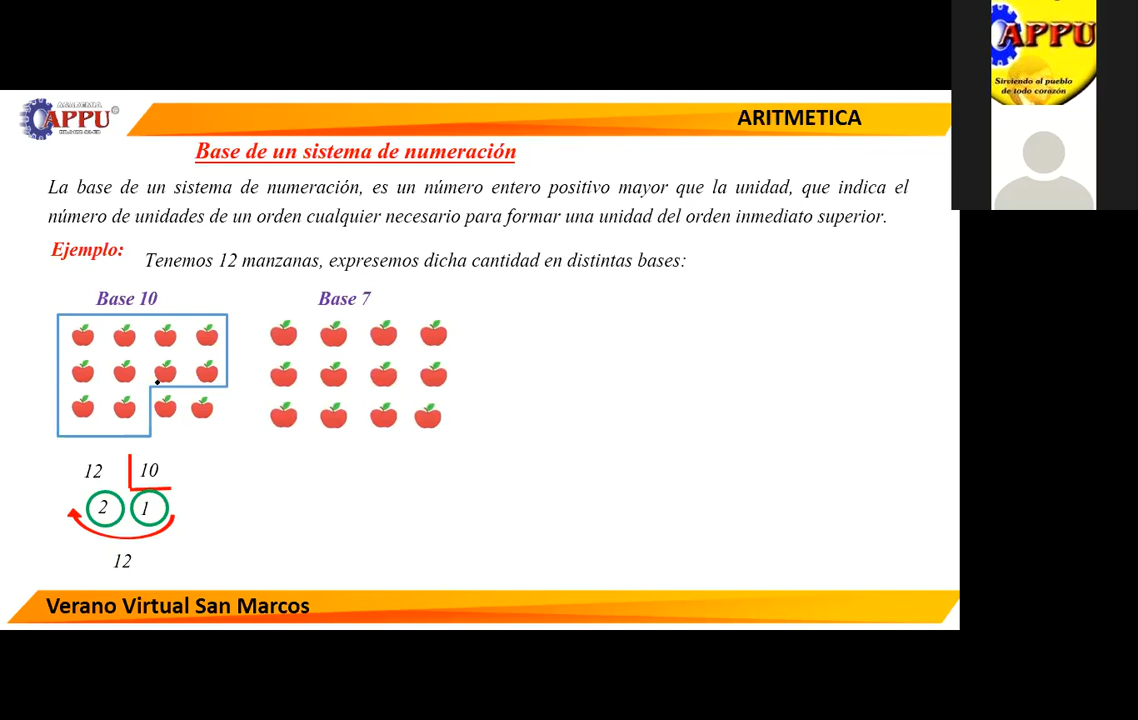 APPU
Sirviendo al pueblo
de todo corazón
ACADEMIA
APPU
ARITMETICA
Base de un sistema de numeración
La base de un sistema de numeración, es un número entero positivo mayor que la unidad, que indica el
número de unidades de un orden cualquier necesario para formar una unidad del orden inmediato superior.
Ejemplo:
Tenemos 12 manzanas, expresemos dicha cantidad en distintas bases:
Base 10
Base 7
12 10
2 1
12
Verano Virtual San Marcos